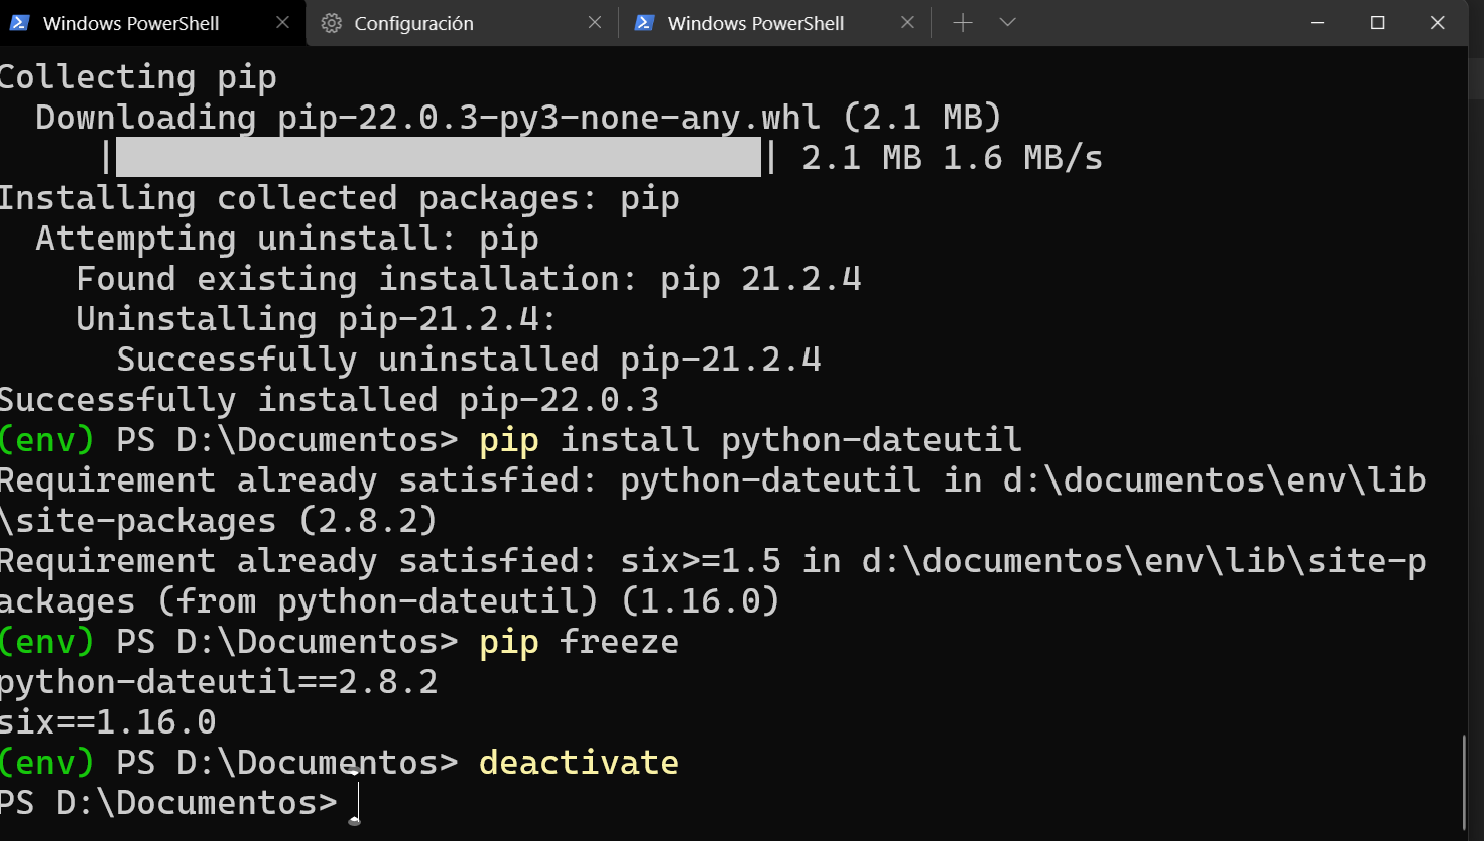 Windows PowerShell
Configuración
Windows PowerShell
Collecting pip
Downloading pip-22.0.3-py3-none-any.whl (2.1 MB)
| | 2.1 MB 1.6 MB/s
Installing collected packages: pip
Attempting uninstall: pip
Found existing installation: pip 21.2.4
Uninstalling pip-21.2.4:
Successfully uninstalled pip-21.2.4
Successfully installed pip-22.0.3
(env) PS D:\Documentos> pip install python-dateutil
Requirement already satisfied: python-dateutil in d:\documentos\env\lib
\site-packages (2.8.2)
Requirement already satisfied: six>=1.5 in d:\documentos\env\lib\site-p
ackages (from python-dateutil) (1.16.0)
(env) PS D:\Documentos> pip freeze
python-dateutil==2.8.2
six==1.16.0
(env) PS D:\Documentos> deactivate
PS D:\Documentos>